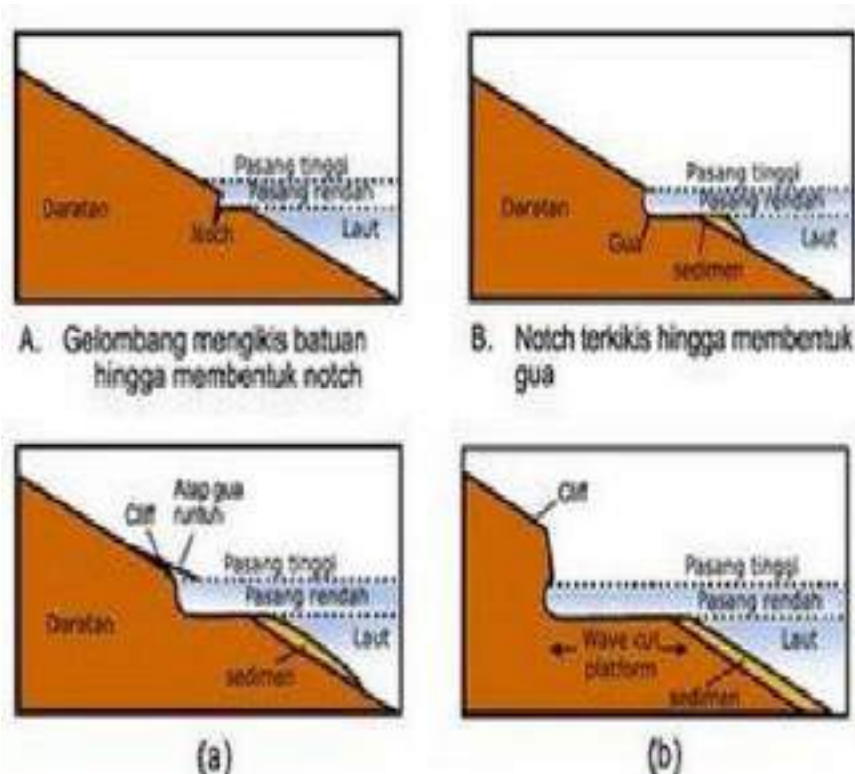 Pasang tinggi
Pasang rendah
Daratan
Notch
Laut
A. Gelombang mengikis batuan
hingga membentuk notch
Pasang tinggi
Pasang rendah
Daratan
Gua
sedimen
Laut
B. Notch terkikis hingga membentuk
gua
Atap gua
runtuh
Cliff
Pasang tinggi
Pasang rendah
Daratan
Laut
sedimen
(a)
Cliff
Pasang tinggi
Pasang rendah
Laut
Wave cut
platform
sedimen
(b)